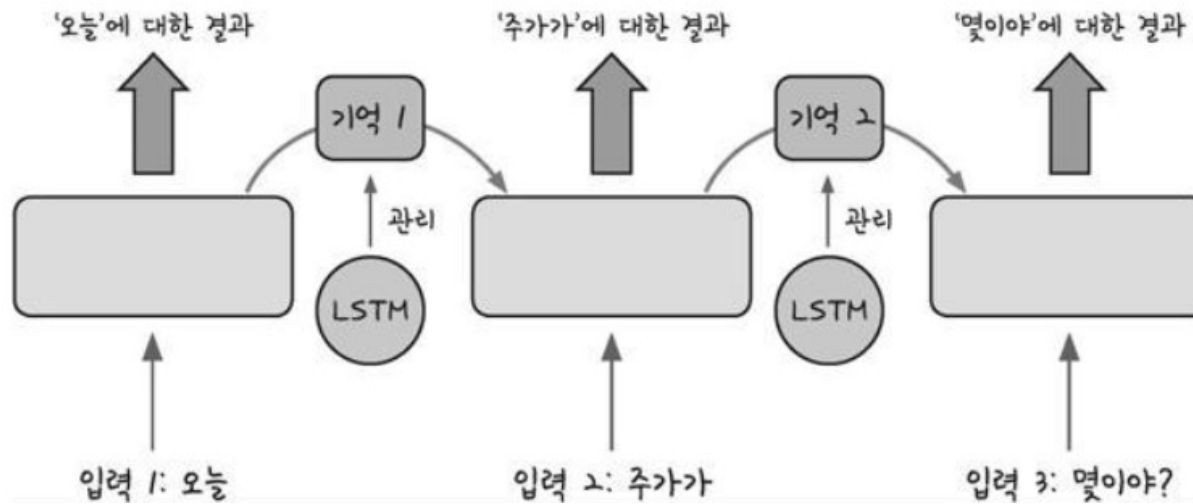 '오늘'에 대한 결과
'주가가'에 대한 결과
'몇이야'에 대한 결과
기억 1
기억 2
관리
관리
LSTM
LSTM
입력 1: 오늘
입력 2: 주가가
입력 3: 몇이야?